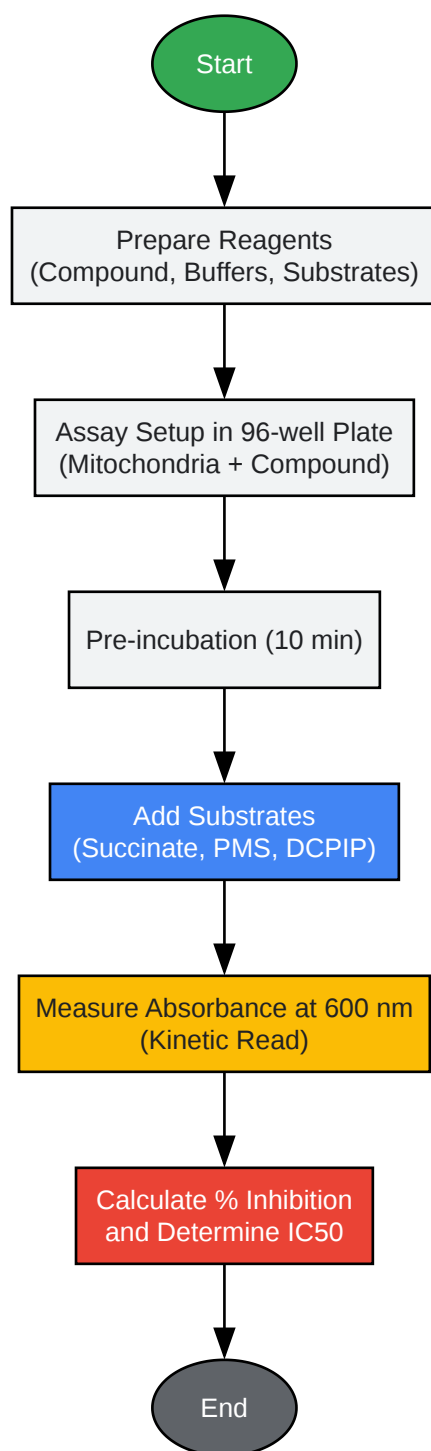 Start
Prepare Reagents
(Compound, Buffers, Substrates)
Assay Setup in 96-well Plate
(Mitochondria + Compound)
Pre-incubation (10 min)
Add Substrates
(Succinate, PMS, DCPIP)
Measure Absorbance at 600 nm
(Kinetic Read)
Calculate % Inhibition
and Determine IC50
End